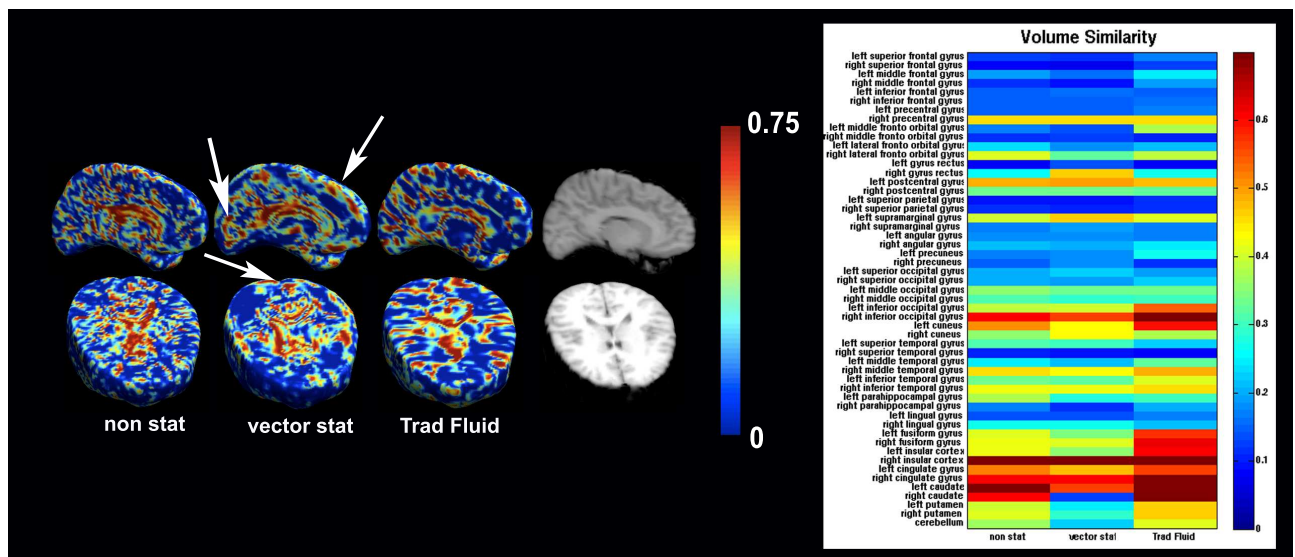 0.75
0
non stat
vector stat
Trad Fluid
Volume Similarity
left superior frontal gyrus
right superior frontal gyrus
left middle frontal gyrus
right middle frontal gyrus
left inferior frontal gyrus
right inferior frontal gyrus
left precentral gyrus
right precentral gyrus
left middle fronto orbital gyrus
right middle fronto orbital gyrus
left lateral fronto orbital gyrus
right lateral fronto orbital gyrus
left gyrus rectus
right gyrus rectus
left postcentral gyrus
right postcentral gyrus
left superior parietal gyrus
right superior parietal gyrus
left supramarginal gyrus
right supramarginal gyrus
left angular gyrus
right angular gyrus
left precuneus
right precuneus
left superior occipital gyrus
right superior occipital gyrus
left middle occipital gyrus
right middle occipital gyrus
left inferior occipital gyrus
right inferior occipital gyrus
left cuneus
right cuneus
left superior temporal gyrus
right superior temporal gyrus
left middle temporal gyrus
right middle temporal gyrus
left inferior temporal gyrus
right inferior temporal gyrus
left parahippocampal gyrus
right parahippocampal gyrus
left lingual gyrus
right lingual gyrus
left fusiform gyrus
right fusiform gyrus
left insular cortex
right insular cortex
left cingulate gyrus
right cingulate gyrus
left caudate
right caudate
left putamen
right putamen
cerebellum
non stat
vector stat
Trad Fluid
0.6
0.5
0.4
0.3
0.2
0.1
0